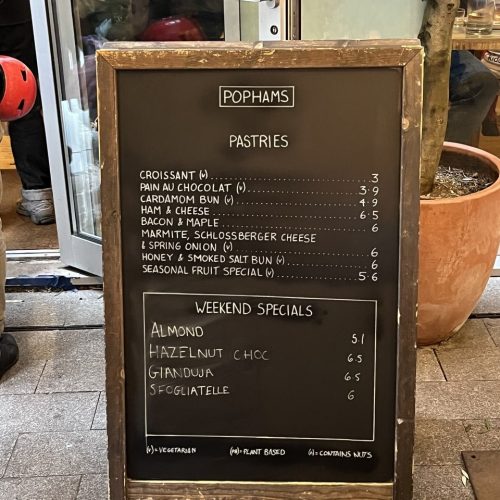 POPHAMS
PASTRIES
CROISSANT (v) 3
PAIN AU CHOCOLAT (v) 3.9
CARDAMOM BUN (v) 4.9
HAM & CHEESE 6.5
BACON & MAPLE 6
MARMITE, SCHLOSSBERGER CHEESE
& SPRING ONION (v) 6
HONEY & SMOKED SALT BUN (v) 6
SEASONAL FRUIT SPECIAL (v) 5.6
WEEKEND SPECIALS
ALMOND 5.1
HAZELNUT CHOC 6.5
GIANDUJA 6.5
SFOGLIATELLE 6
(v) = VEGETARIAN (PB) = PLANT BASED (n) = CONTAINS NUTS